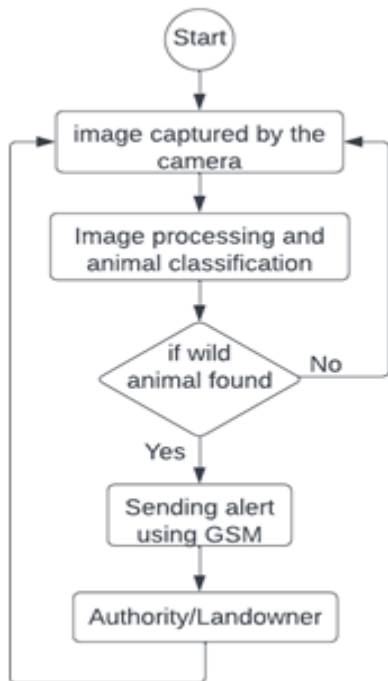 Start
image captured by the
camera
Image processing and
animal classification
if wild
animal found
No
Yes
Sending alert
using GSM
Authority/Landowner